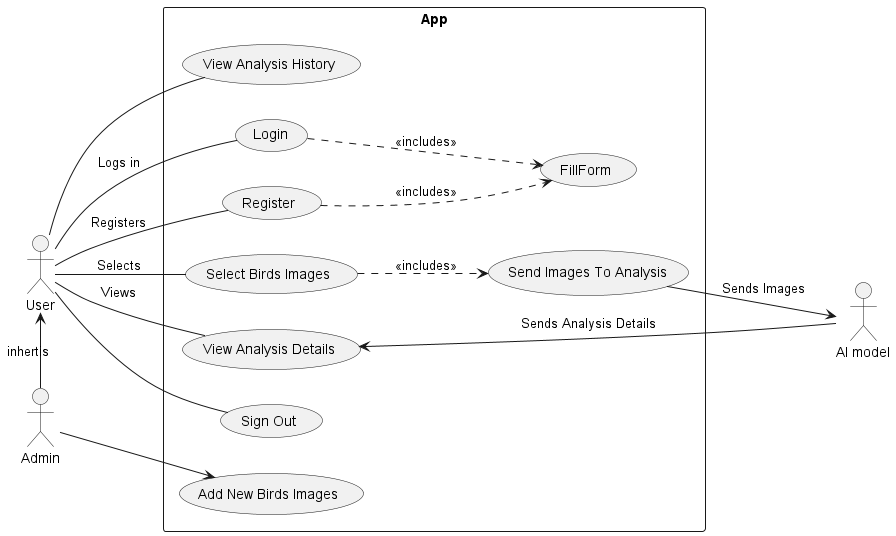 App
View Analysis History
Logs in
Login
«includes»
FillForm
Registers
Register
«includes»
Selects
Select Birds Images
«includes»
Send Images To Analysis
Sends Images
User
Views
View Analysis Details
Sends Analysis Details
AI model
inherits
Sign Out
Admin
Add New Birds Images